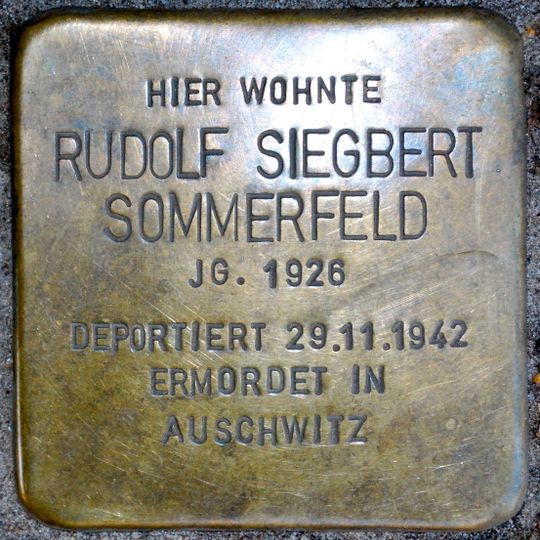 HIER WOHNTE
RUDOLF SIEGBERT
SOMMERFELD
JG. 1926
DEPORTIERT 29.11.1942
ERMORDET IN
AUSCHWITZ